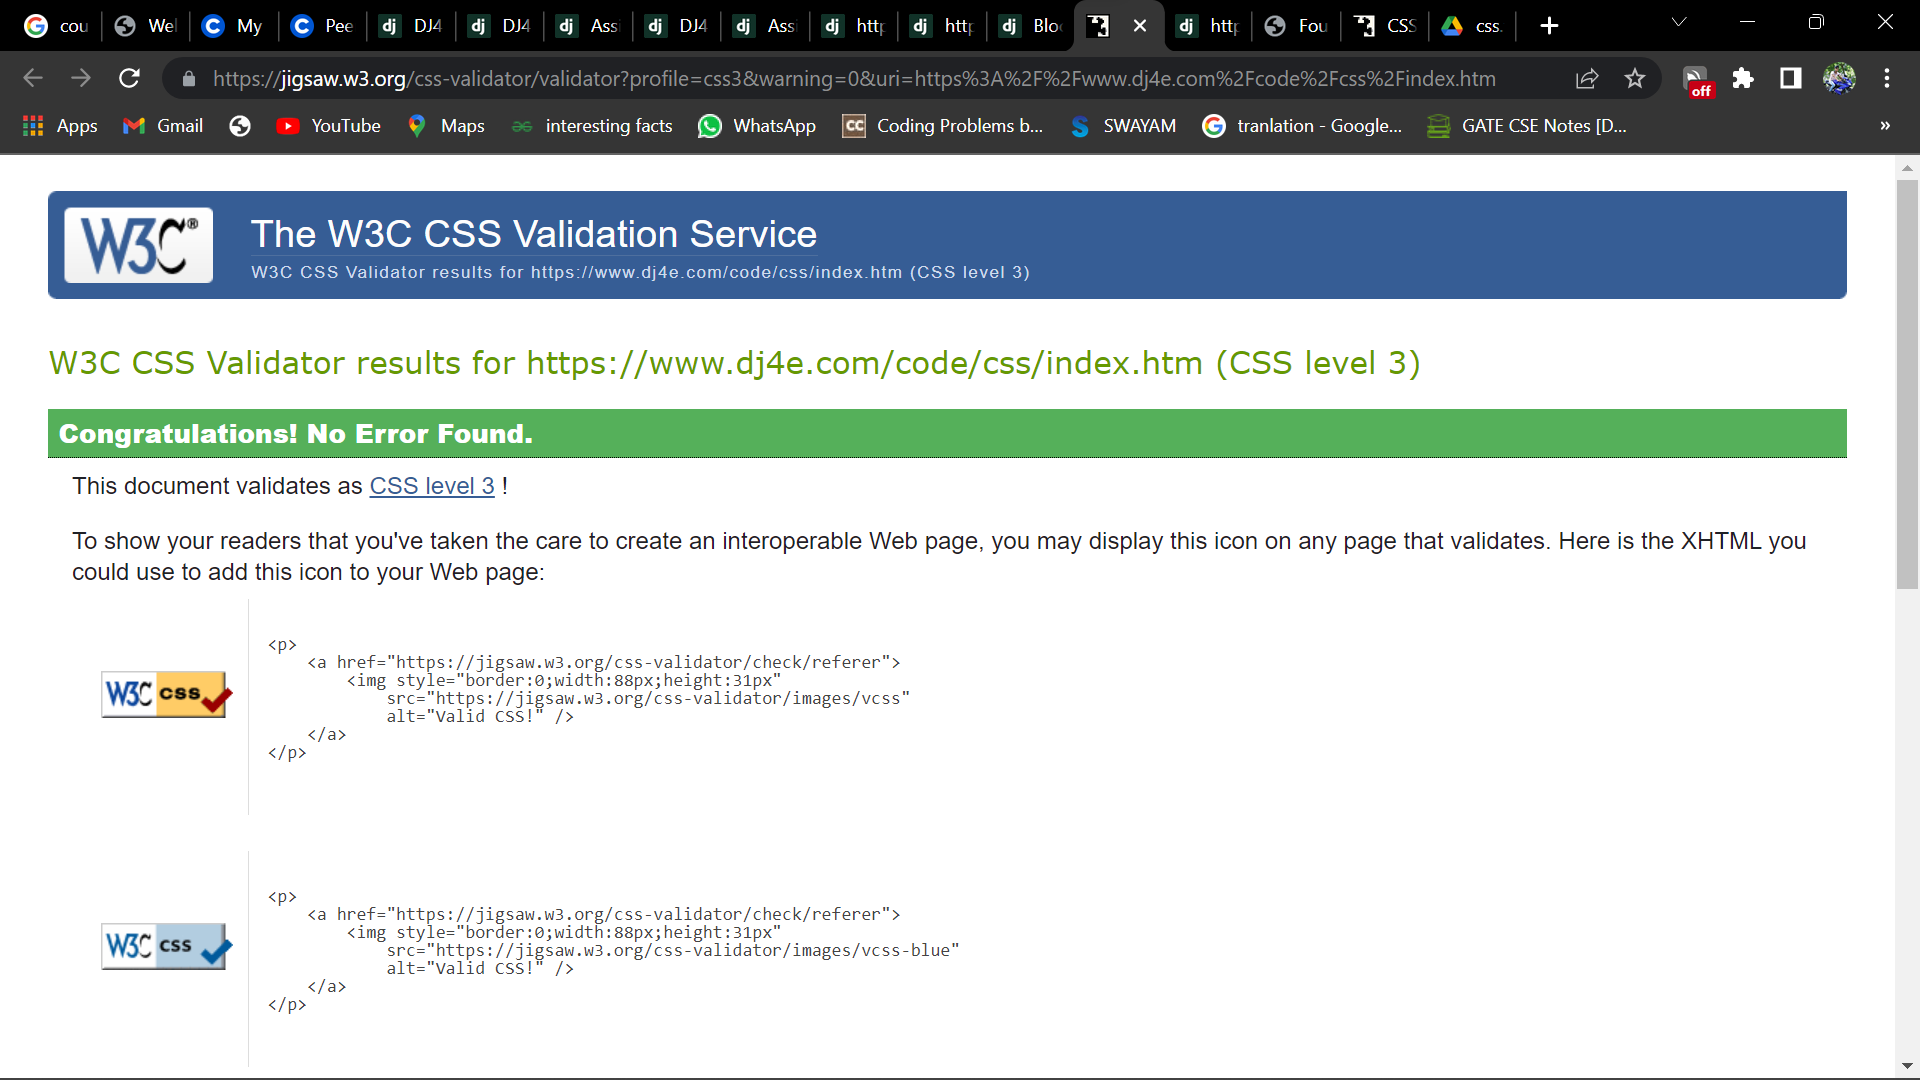 cou
Wel
My
Pee
dj DJ4
dj DJ4
dj Assi
dj DJ4
dj Assi
dj http
dj http
dj Bloc
dj http
Fou
CSS
css.
https://jigsaw.w3.org/css-validator/validator?profile=css3&warning=0&uri=https%3A%2F%2Fwww.dj4e.com%2Fcode%2Fcss%2Findex.htm
off
Apps
Gmail
YouTube
Maps
interesting facts
WhatsApp
CC Coding Problems b...
SWAYAM
tranlation - Google...
GATE CSE Notes [D...
»
W3C®
The W3C CSS Validation Service
W3C CSS Validator results for https://www.dj4e.com/code/css/index.htm (CSS level 3)
W3C CSS Validator results for https://www.dj4e.com/code/css/index.htm (CSS level 3)
Congratulations! No Error Found.
This document validates as CSS level 3 !
To show your readers that you've taken the care to create an interoperable Web page, you may display this icon on any page that validates. Here is the XHTML you
could use to add this icon to your Web page:
W3C css
<p>
<a href="https://jigsaw.w3.org/css-validator/check/referer">
<img style="border:0;width:88px;height:31px"
src="https://jigsaw.w3.org/css-validator/images/vcss"
alt="Valid CSS!" />
</a>
</p>
W3C css
<p>
<a href="https://jigsaw.w3.org/css-validator/check/referer">
<img style="border:0;width:88px;height:31px"
src="https://jigsaw.w3.org/css-validator/images/vcss-blue"
alt="Valid CSS!" />
</a>
</p>